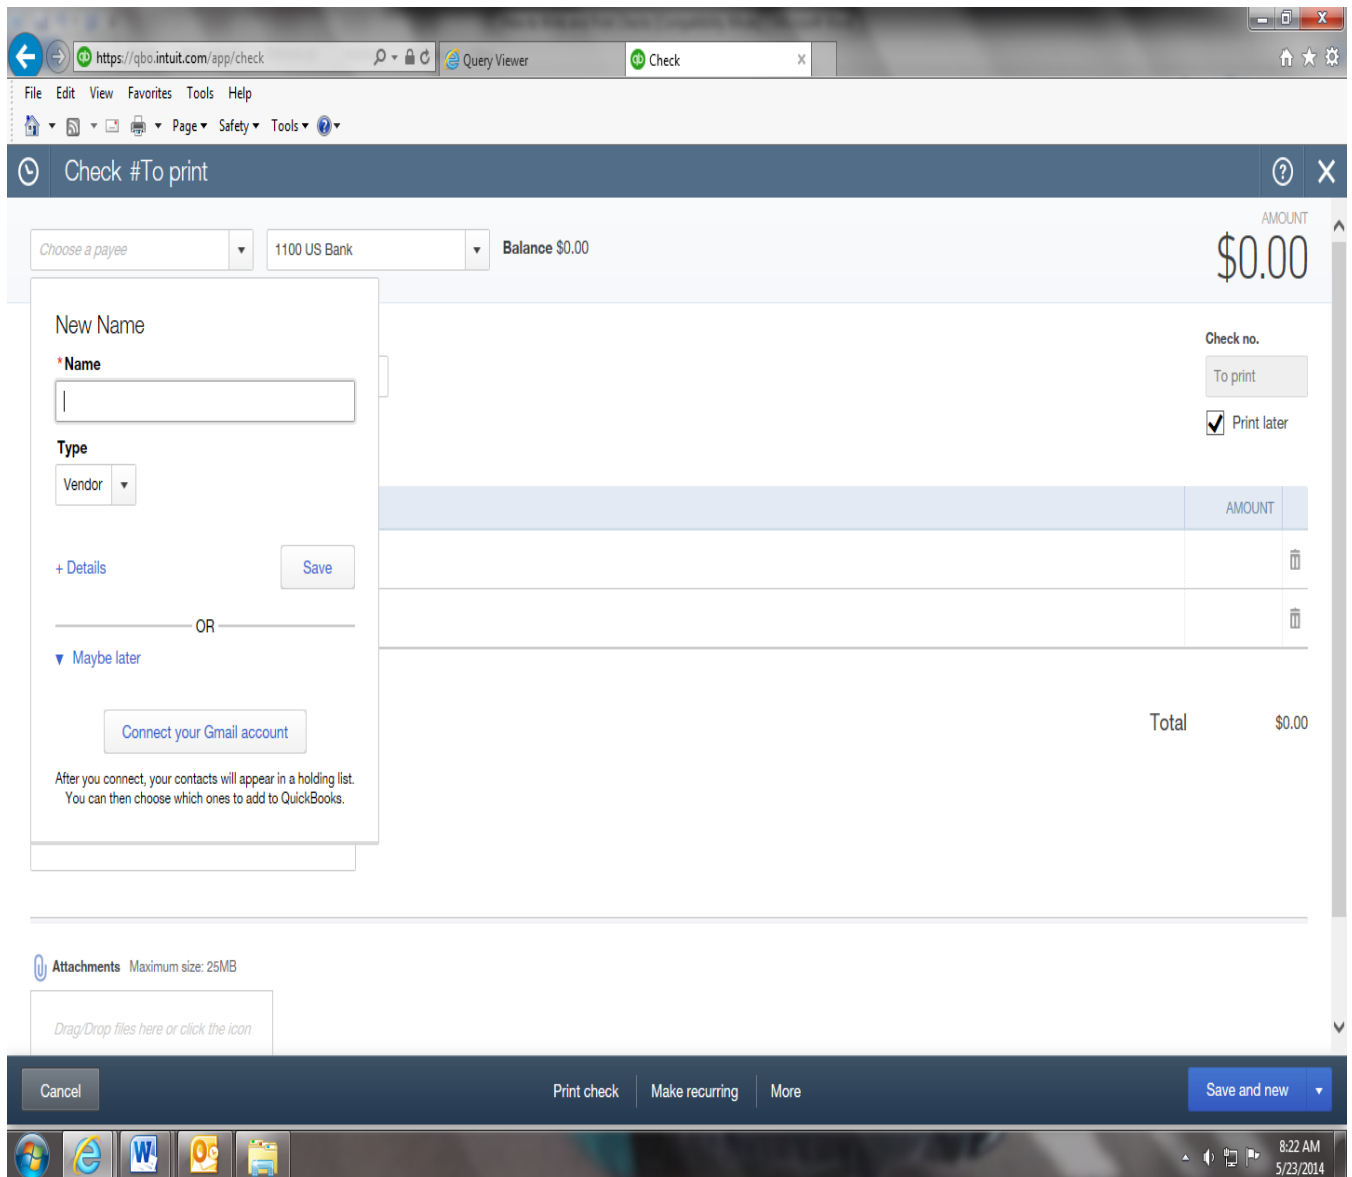 https://qbo.intuit.com/app/check
Query Viewer
Check
File Edit View Favorites Tools Help
Page Safety Tools
Check #To print
AMOUNT
$0.00
Choose a payee
1100 US Bank
Balance $0.00
New Name
*Name
Type
Vendor
+ Details
Save
OR
Maybe later
Connect your Gmail account
After you connect, your contacts will appear in a holding list.
You can then choose which ones to add to QuickBooks.
Check no.
To print
Print later
AMOUNT
Total $0.00
Attachments Maximum size: 25MB
Drag/Drop files here or click the icon
Cancel
Print check
Make recurring
More
Save and new
8:22 AM
5/23/2014